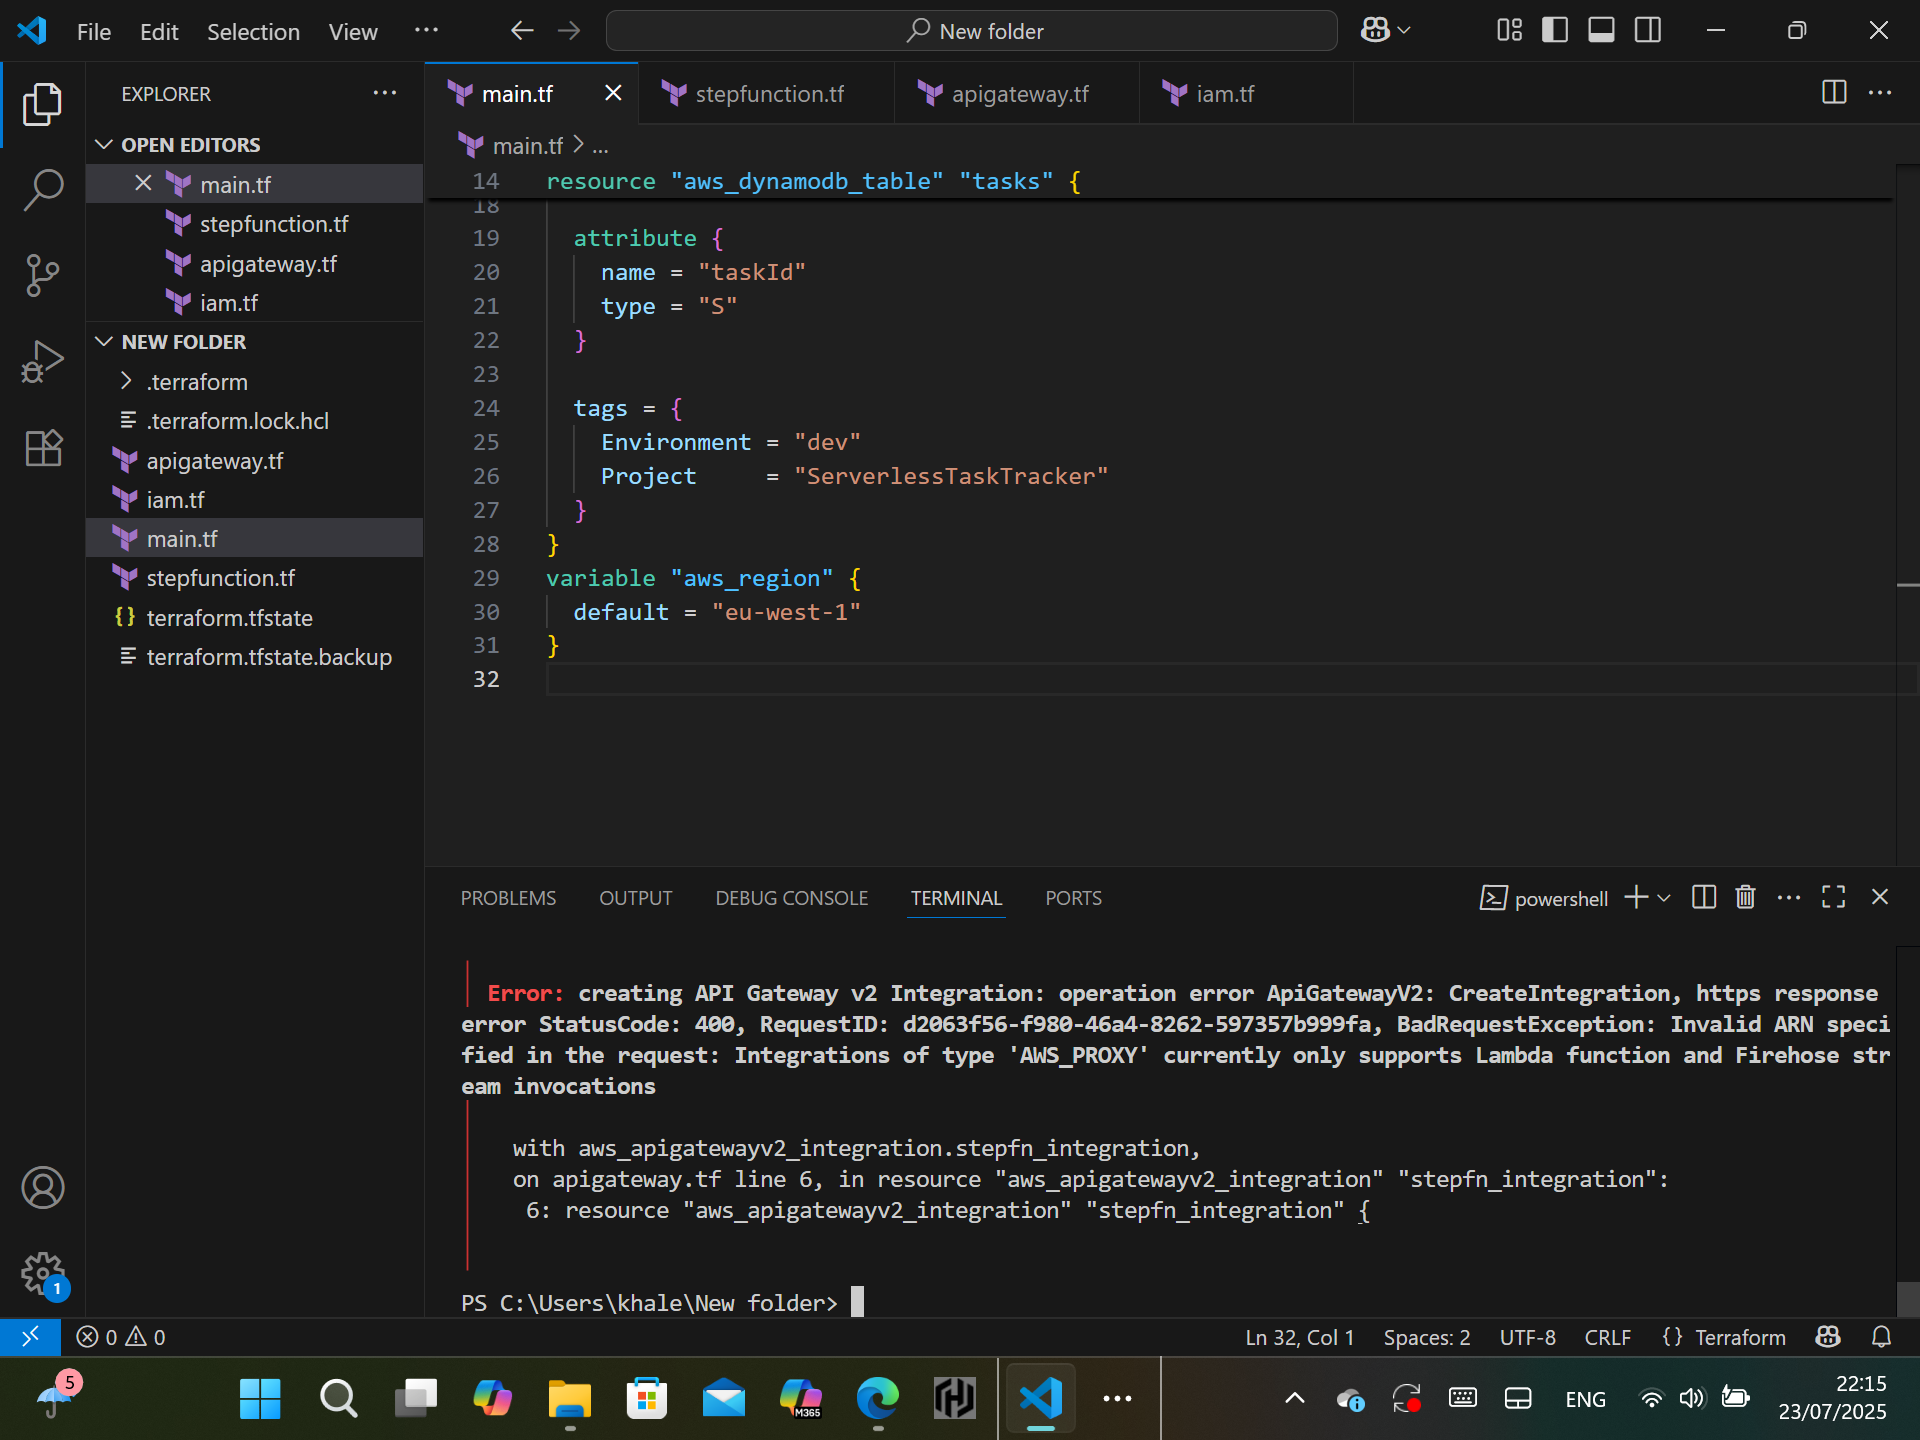 File Edit Selection View ··· New folder
EXPLORER ···
OPEN EDITORS
main.tf
stepfunction.tf
apigateway.tf
iam.tf
NEW FOLDER
.terraform
.terraform.lock.hcl
apigateway.tf
iam.tf
main.tf
stepfunction.tf
{} terraform.tfstate
terraform.tfstate.backup
1
main.tf stepfunction.tf apigateway.tf iam.tf
main.tf > ...
14 resource "aws_dynamodb_table" "tasks" {
18
19 attribute {
20 name = "taskId"
21 type = "S"
22 }
23
24 tags = {
25 Environment = "dev"
26 Project     = "ServerlessTaskTracker"
27 }
28 }
29 variable "aws_region" {
30 default = "eu-west-1"
31 }
32
PROBLEMS OUTPUT DEBUG CONSOLE TERMINAL PORTS powershell
Error: creating API Gateway v2 Integration: operation error ApiGatewayV2: CreateIntegration, https response
error StatusCode: 400, RequestID: d2063f56-f980-46a4-8262-597357b999fa, BadRequestException: Invalid ARN speci
fied in the request: Integrations of type 'AWS_PROXY' currently only supports Lambda function and Firehose str
eam invocations
with aws_apigatewayv2_integration.stepfn_integration,
on apigateway.tf line 6, in resource "aws_apigatewayv2_integration" "stepfn_integration":
6: resource "aws_apigatewayv2_integration" "stepfn_integration" {
PS C:\Users\khale\New folder>
0 0 Ln 32, Col 1 Spaces: 2 UTF-8 CRLF {} Terraform
5 M365 ENG 22:15
23/07/2025